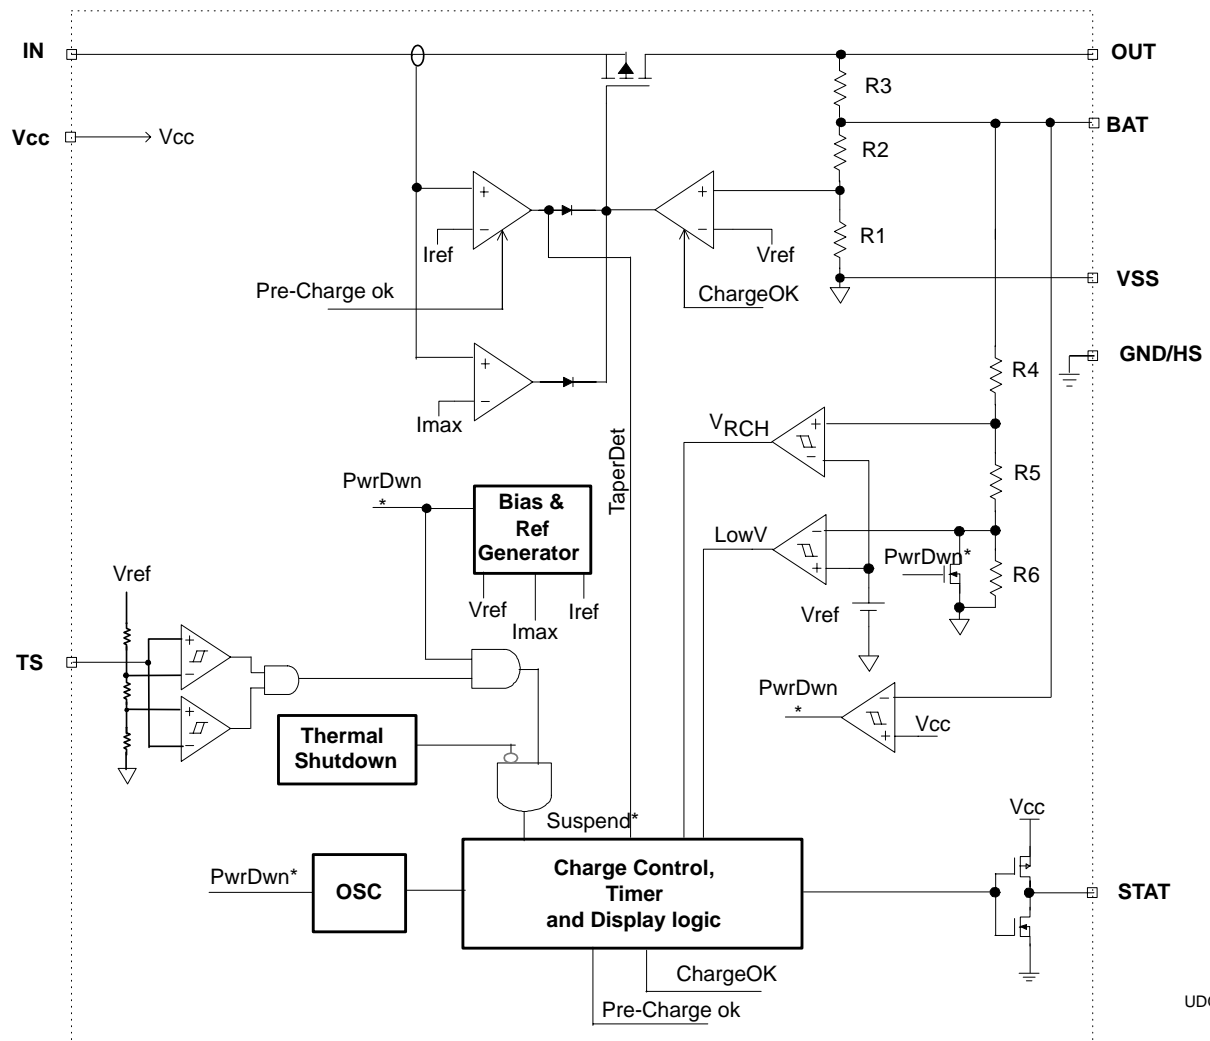 IN
OUT
R3
Vcc
Vcc
BAT
R2
+
+
R1
−
−
Iref
Vref
Pre-Charge ok
ChargeOK
VSS
GND/HS
R4
+
−
Imax
VRCH
+
−
R5
TaperDet
PwrDwn
*
Bias &
Ref
Generator
LowV
−
+
PwrDwn*
R6
Vref
Vref
Iref
Imax
Vref
TS
+
−
+
−
PwrDwn
*
−
+
Vcc
Thermal
Shutdown
Suspend*
Vcc
PwrDwn*
OSC
Charge Control,
Timer
and Display logic
STAT
ChargeOK
Pre-Charge ok